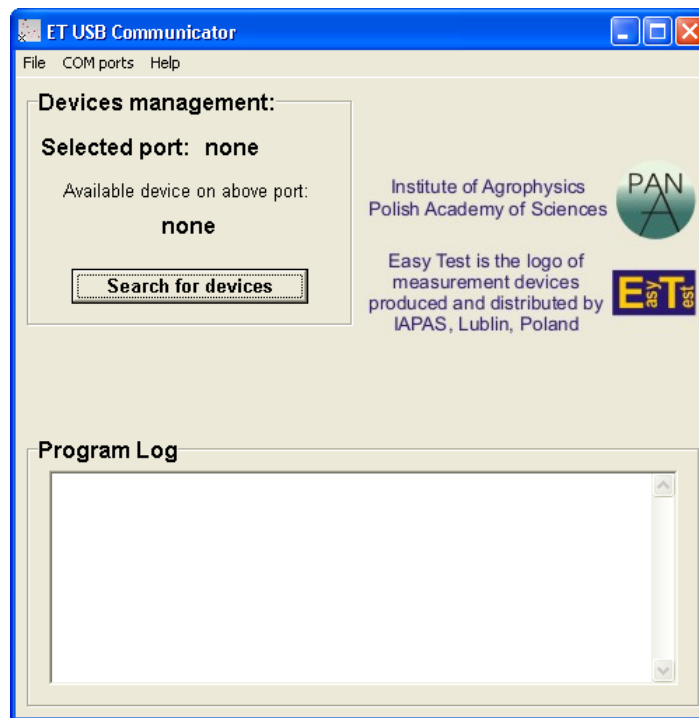 ET USB Communicator
File COM ports Help
Devices management:
Selected port: none
Available device on above port:
none
Search for devices
Institute of Agrophysics
Polish Academy of Sciences
PAN
A
Easy Test is the logo of
measurement devices
produced and distributed by
IAPAS, Lublin, Poland
Easy Test
Program Log